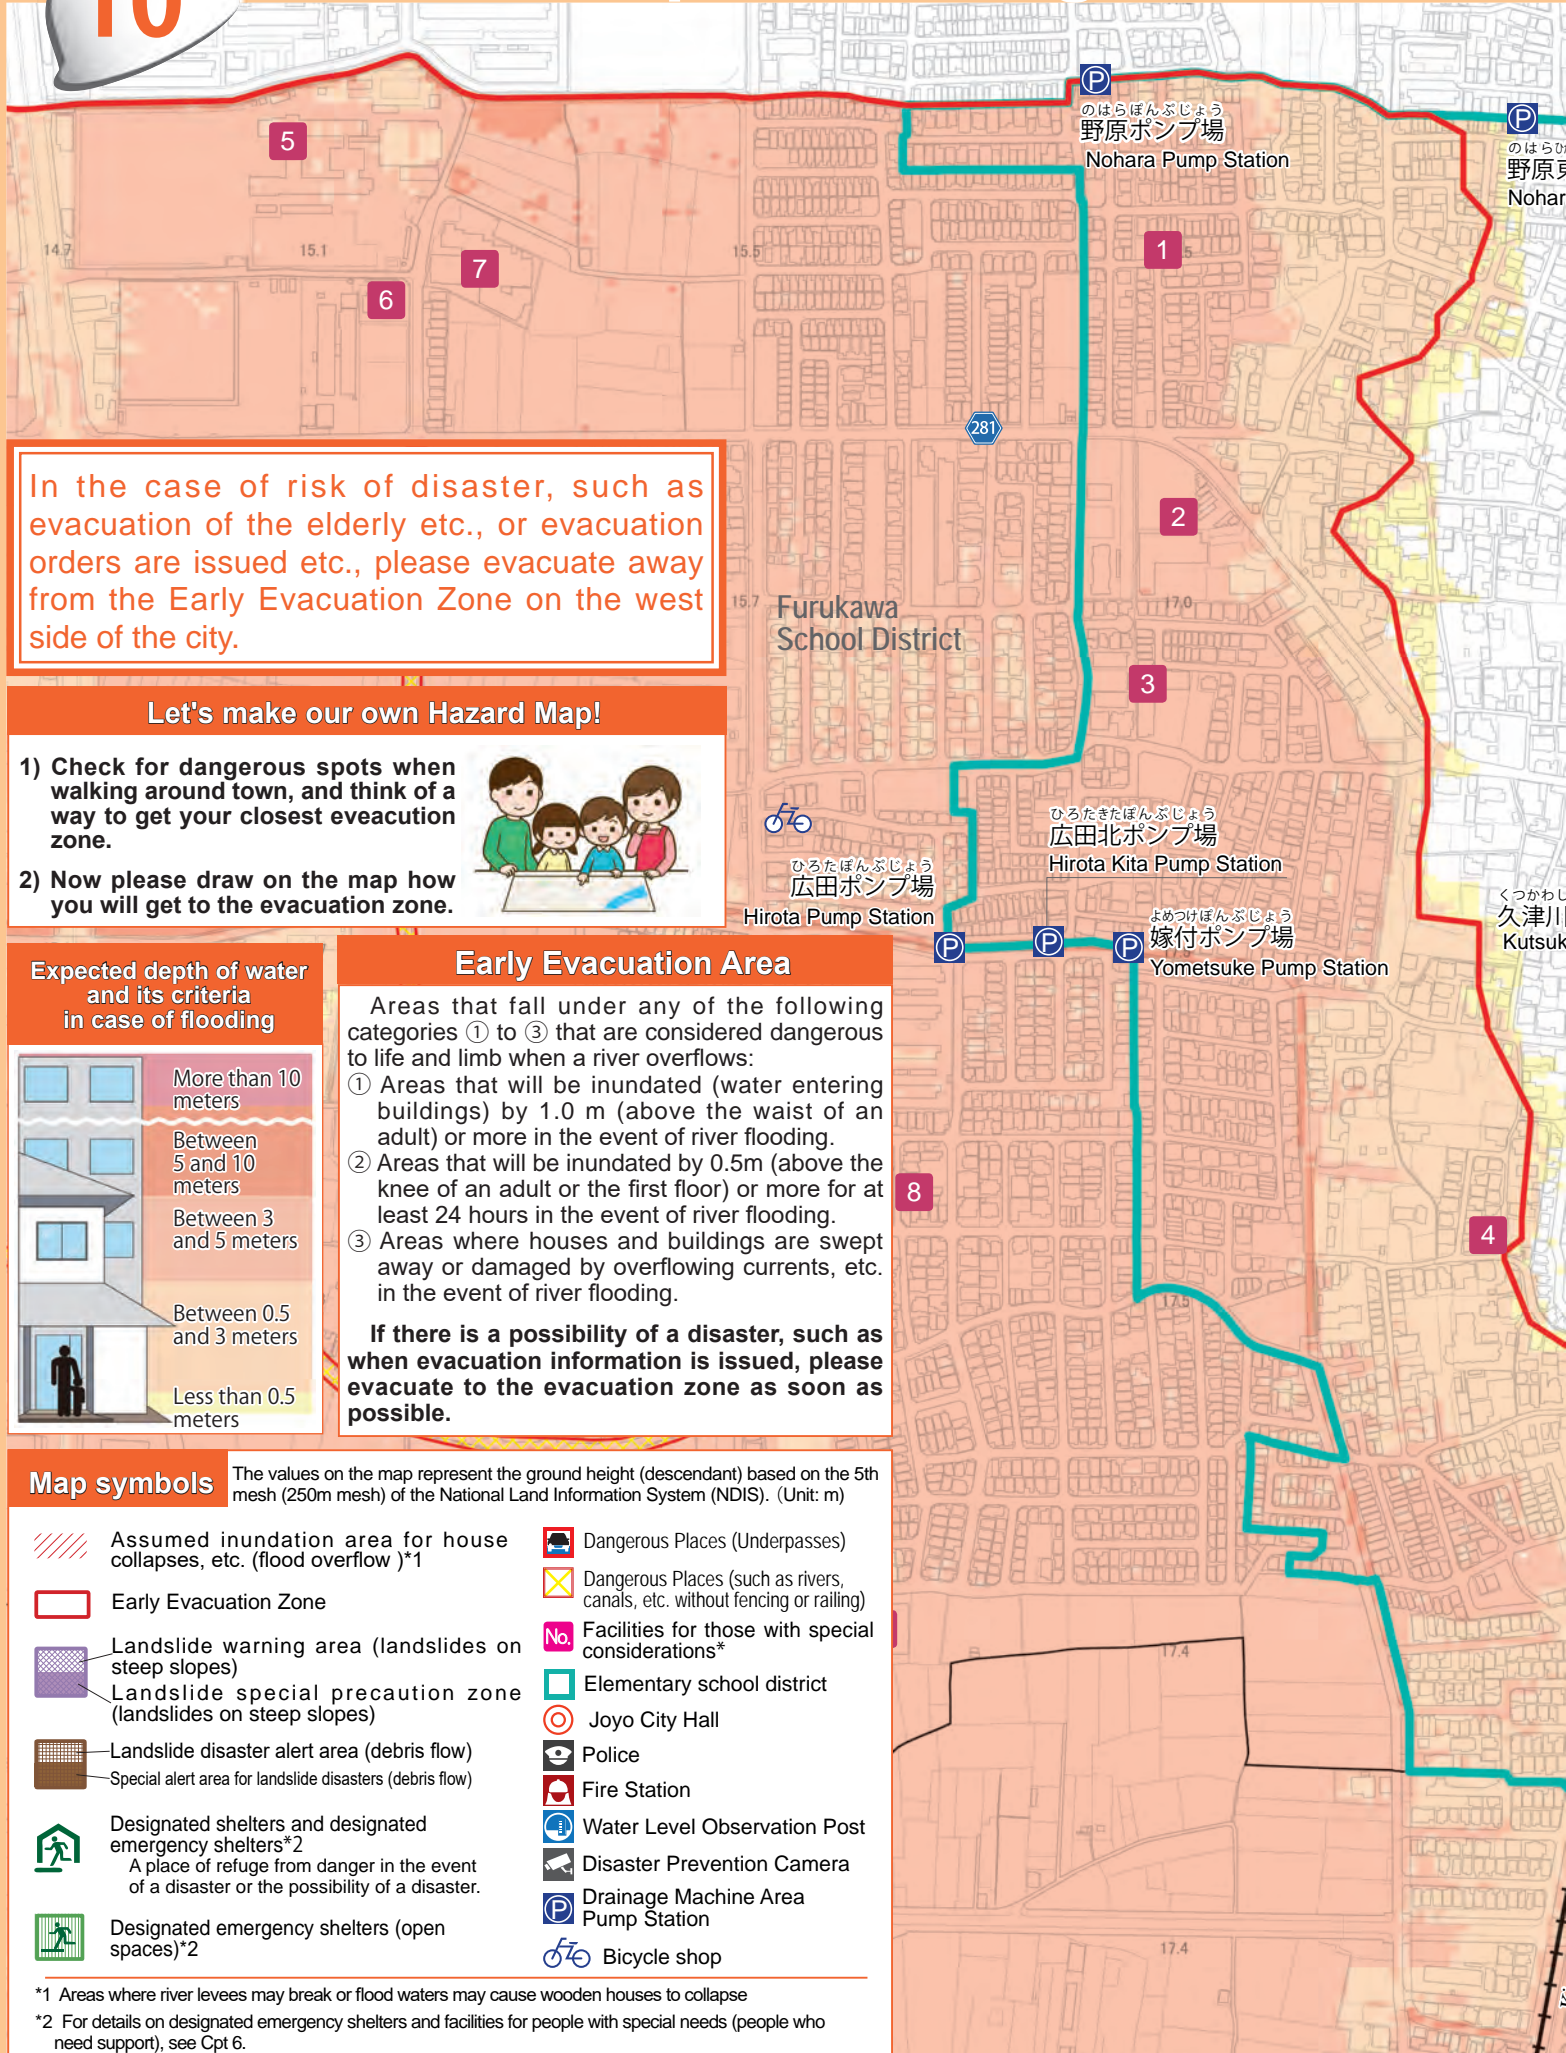 10
5
14.7
15.1
7
6
15.5
のはらぽんぷじょう
野原ポンプ場
Nohara Pump Station
1
281
In the case of risk of disaster, such as
evacuation of the elderly etc., or evacuation
orders are issued etc., please evacuate away
from the Early Evacuation Zone on the west
side of the city.
2
15.7
17.0
Furukawa
School District
3
Let's make our own Hazard Map!
1) Check for dangerous spots when
walking around town, and think of a
way to get your closest eveacution
zone.
2) Now please draw on the map how
you will get to the evacuation zone.
ひろたぽんぷじょう
広田ポンプ場
Hirota Pump Station
ひろたきたぽんぷじょう
広田北ポンプ場
Hirota Kita Pump Station
よめつけぽんぷじょう
嫁付ポンプ場
Yometsuke Pump Station
P
P
P
P
P
Expected depth of water
and its criteria
in case of flooding
More than 10
meters
Between
5 and 10
meters
Between 3
and 5 meters
Between 0.5
and 3 meters
Less than 0.5
meters
Early Evacuation Area
Areas that fall under any of the following
categories ① to ③ that are considered dangerous
to life and limb when a river overflows:
① Areas that will be inundated (water entering
buildings) by 1.0 m (above the waist of an
adult) or more in the event of river flooding.
② Areas that will be inundated by 0.5m (above the
knee of an adult or the first floor) or more for at
least 24 hours in the event of river flooding.
③ Areas where houses and buildings are swept
away or damaged by overflowing currents, etc.
in the event of river flooding.
If there is a possibility of a disaster, such as
when evacuation information is issued, please
evacuate to the evacuation zone as soon as
possible.
8
4
17.5
17.4
17.4
Map symbols
The values on the map represent the ground height (descendant) based on the 5th
mesh (250m mesh) of the National Land Information System (NDIS). (Unit: m)
Assumed inundation area for house
collapses, etc. (flood overflow )*1
Early Evacuation Zone
Landslide warning area (landslides on
steep slopes)
Landslide special precaution zone
(landslides on steep slopes)
Landslide disaster alert area (debris flow)
Special alert area for landslide disasters (debris flow)
Designated shelters and designated
emergency shelters*2
A place of refuge from danger in the event
of a disaster or the possibility of a disaster.
Designated emergency shelters (open
spaces)*2
Dangerous Places (Underpasses)
Dangerous Places (such as rivers,
canals, etc. without fencing or railing)
No.
Facilities for those with special
considerations*
Elementary school district
Joyo City Hall
Police
Fire Station
Water Level Observation Post
Disaster Prevention Camera
P
Drainage Machine Area
Pump Station
Bicycle shop
*1 Areas where river levees may break or flood waters may cause wooden houses to collapse
*2 For details on designated emergency shelters and facilities for people with special needs (people who
need support), see Cpt 6.